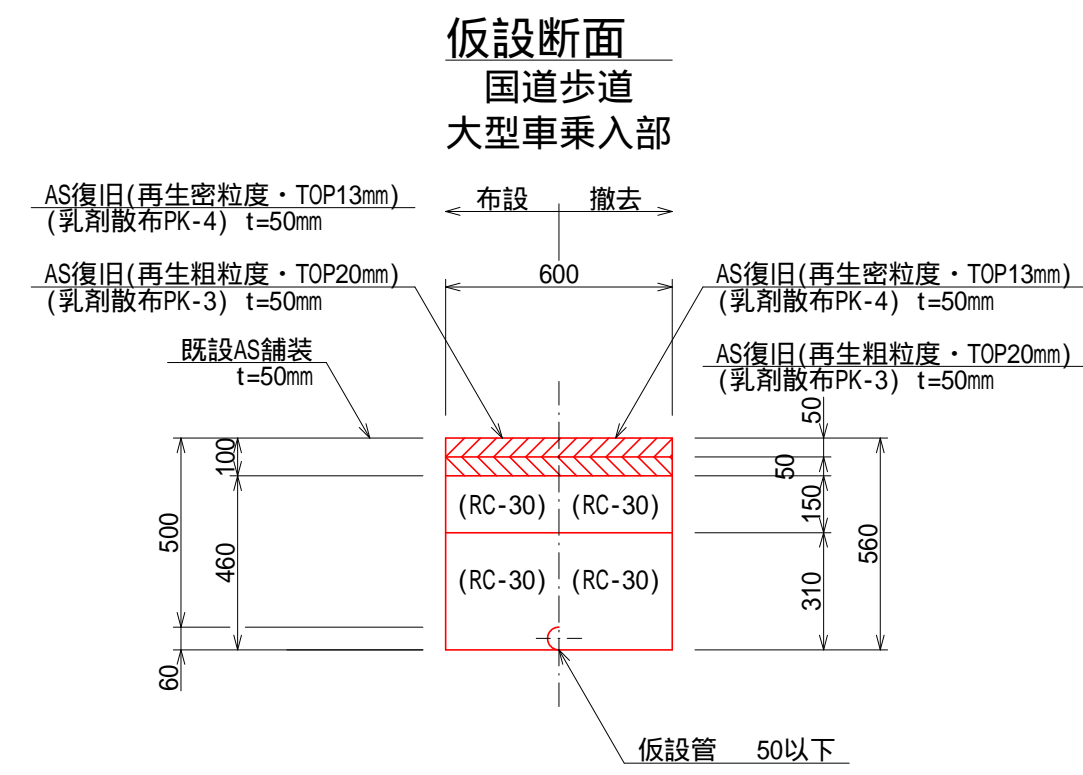 仮設断面
国道歩道
大型車乗入部
AS復旧(再生密粒度・TOP13mm)
(乳剤散布PK-4) t=50mm
布設 撤去
AS復旧(再生粗粒度・TOP20mm)
(乳剤散布PK-3) t=50mm
600
AS復旧(再生密粒度・TOP13mm)
(乳剤散布PK-4) t=50mm
既設AS舗装
t=50mm
AS復旧(再生粗粒度・TOP20mm)
(乳剤散布PK-3) t=50mm
50
100
50
(RC-30) (RC-30)
150
500
460
560
(RC-30) (RC-30)
310
60
仮設管 50以下